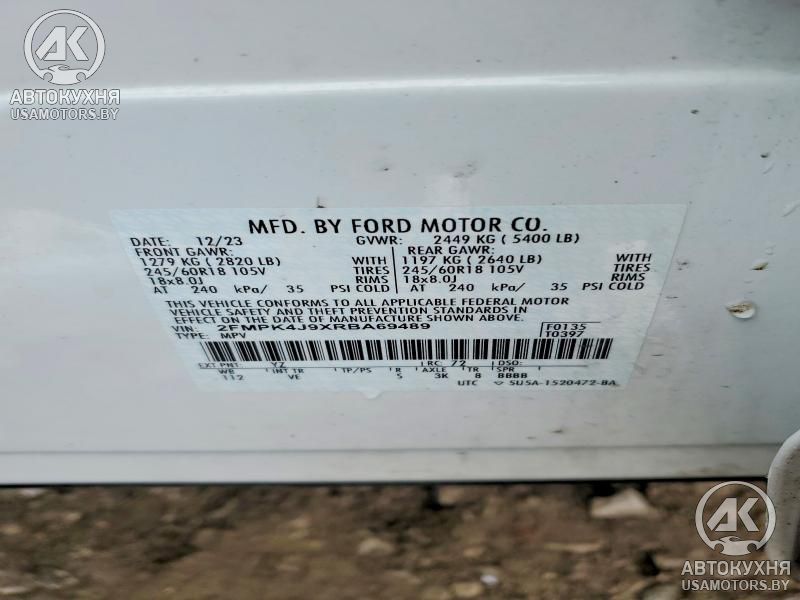 AK
АВТОКУХНЯ
USAMOTORS.BY
MFD. BY FORD MOTOR CO.
DATE: 12/23 GVWR: 2449 KG ( 5400 LB)
FRONT GAWR: REAR GAWR:
1279 KG ( 2820 LB) WITH 1197 KG ( 2640 LB) WITH
245/60R18 105V TIRES 245/60R18 105V TIRES
18x8.0J RIMS 18x8.0J RIMS
AT 240 kPa/ 35 PSI COLD AT 240 kPa/ 35 PSI COLD
THIS VEHICLE CONFORMS TO ALL APPLICABLE FEDERAL MOTOR
VEHICLE SAFETY AND THEFT PREVENTION STANDARDS IN EFFECT
ON THE DATE OF MANUFACTURE SHOWN ABOVE.
VIN: 2FMPK4J9XRBA69489 F0135
TYPE: MPV T0397
EXT PNT: YZ RC: 72 DSO:
WB INT TR TP/PS R AXLE TR SPR
112 VE S 3K 8 BBBB
UTC SU5A-1520472-BA
AK
АВТОКУХНЯ
USAMOTORS.BY